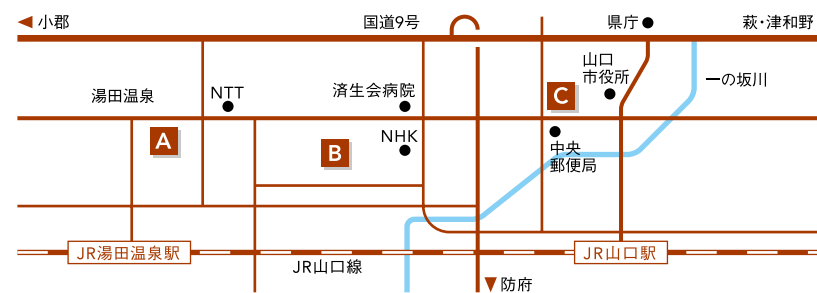 小郡
国道9号
県庁
萩・津和野
山口
市役所
一の坂川
湯田温泉
NTT
済生会病院
C
A
B
NHK
中央
郵便局
JR湯田温泉駅
JR山口駅
JR山口線
防府